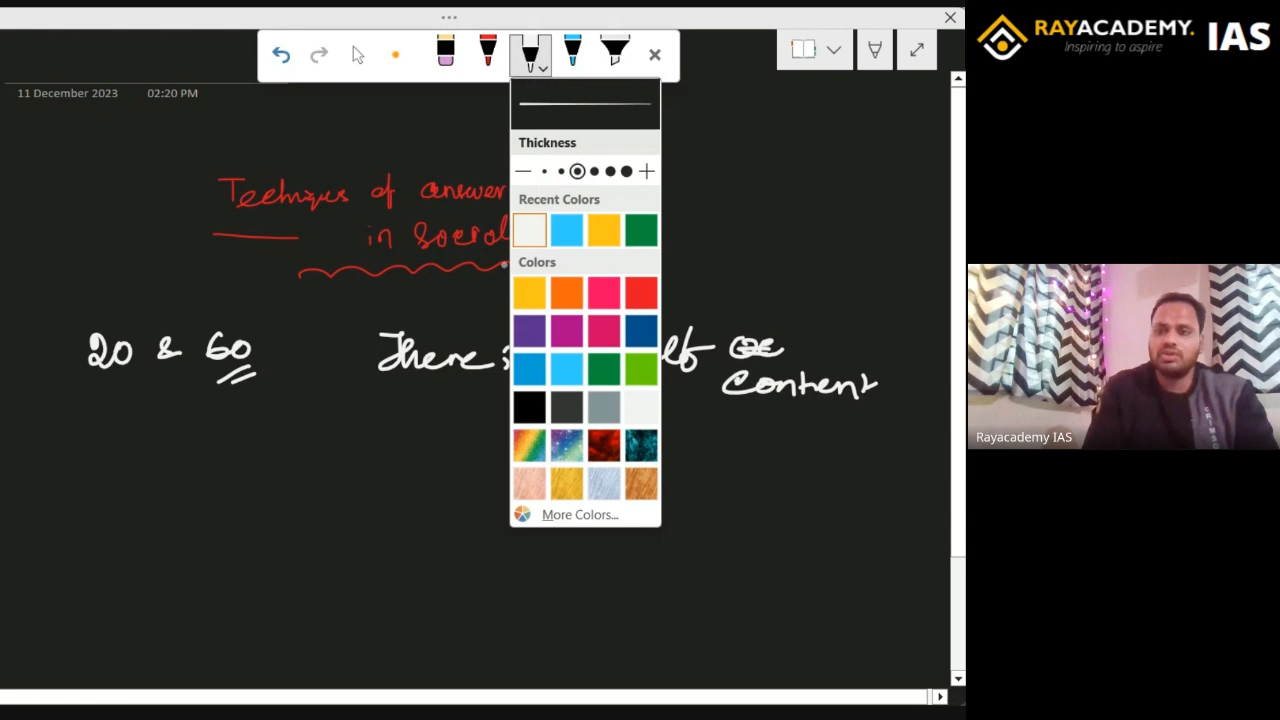 RAYACADEMY. IAS
Inspiring to aspire
11 December 2023 02:20 PM
Thickness
Recent Colors
Colors
More Colors...
Techniques of answer
in Social
20 & 60
There
Content
Rayacademy IAS